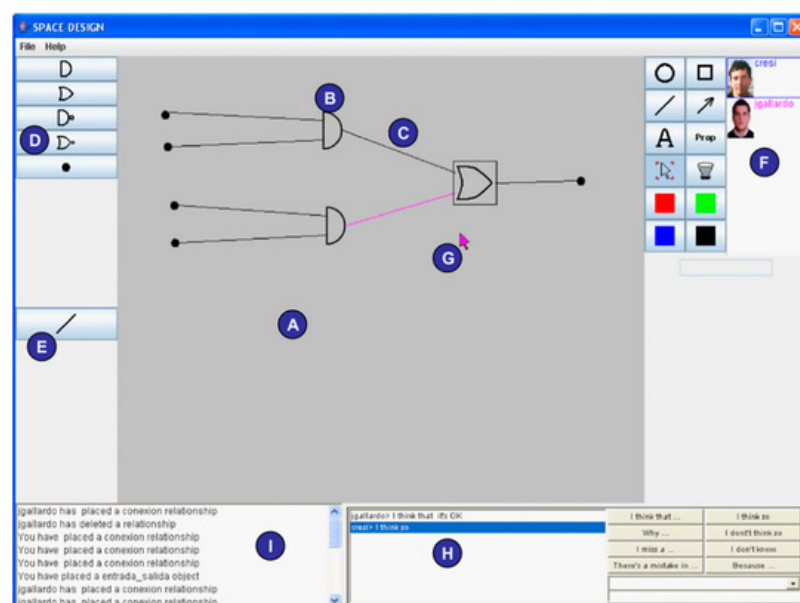 SPACE-DESIGN
File Help
cresi
jgallardo
A
Prop
A
B
C
D
E
F
G
H
I
jgallardo has placed a conexion relationship
jgallardo has deleted a relationship
You have placed a conexion relationship
You have placed a conexion relationship
You have placed a conexion relationship
You have placed a entrada_salida object
jgallardo has placed a conexion relationship
jgallardo has placed a conexion relationship
jgallardo> I think that it's OK
cresi> I think so
I think that ...
I think so
Why ...
I don't think so
I miss a ...
I don't know
There's a mistake in ...
Because ...